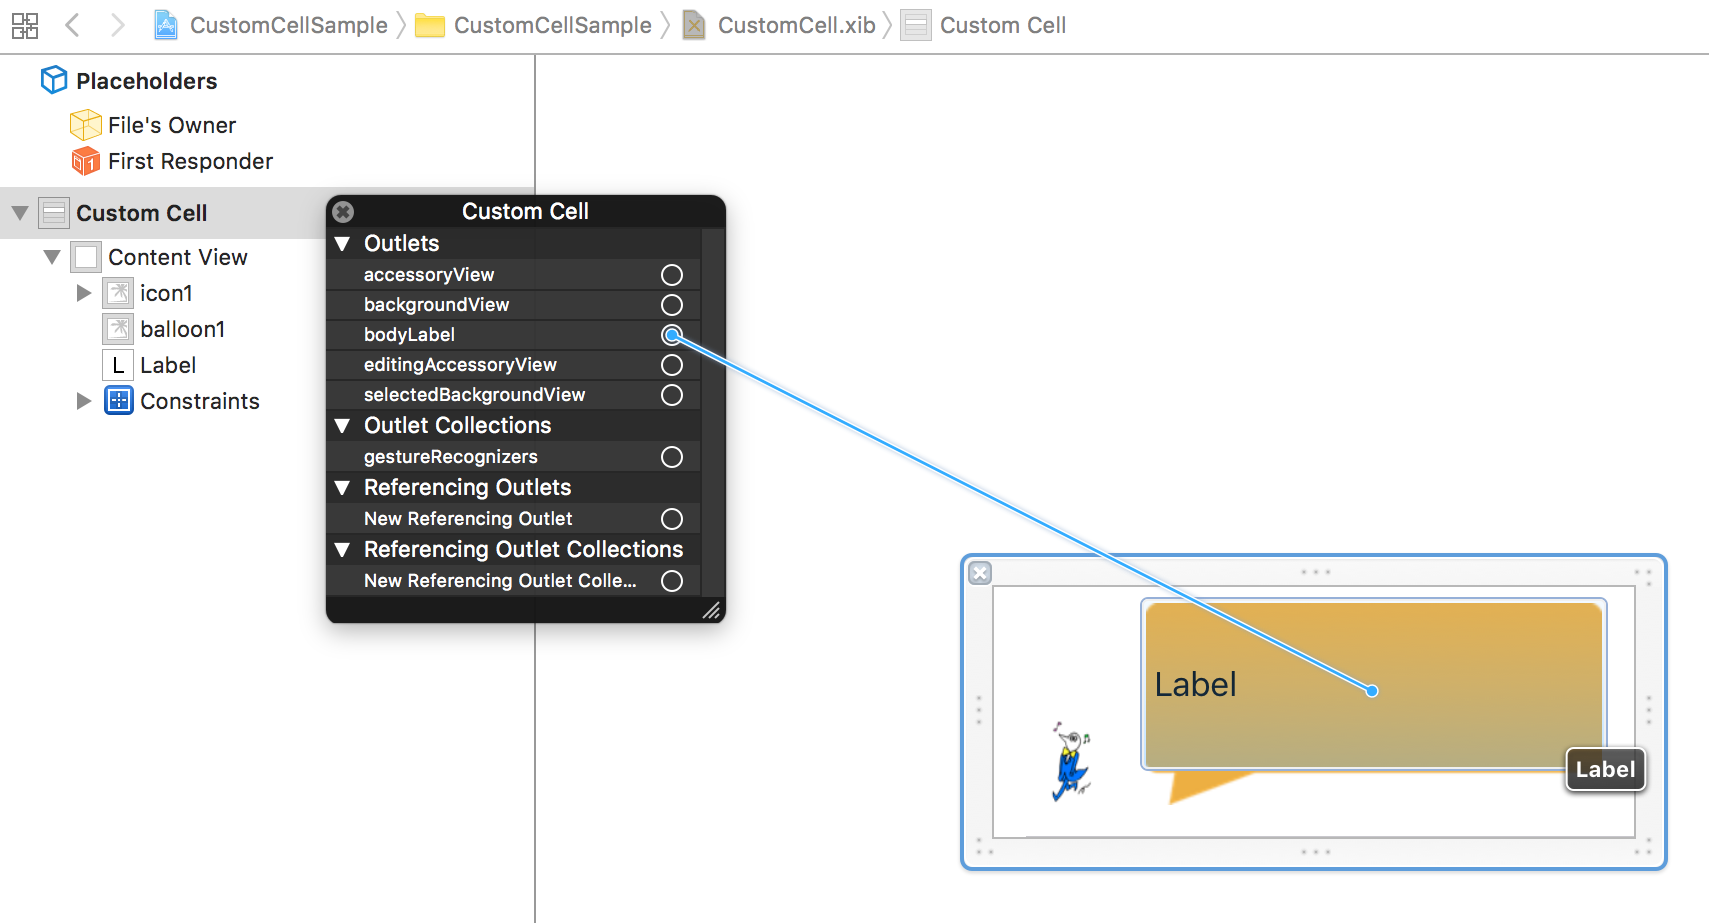 CustomCellSample CustomCellSample CustomCell.xib Custom Cell
Placeholders
File's Owner
First Responder
Custom Cell
Content View
icon1
balloon1
L Label
Constraints
Custom Cell
Outlets
accessoryView
backgroundView
bodyLabel
editingAccessoryView
selectedBackgroundView
Outlet Collections
gestureRecognizers
Referencing Outlets
New Referencing Outlet
Referencing Outlet Collections
New Referencing Outlet Colle...
Label
Label